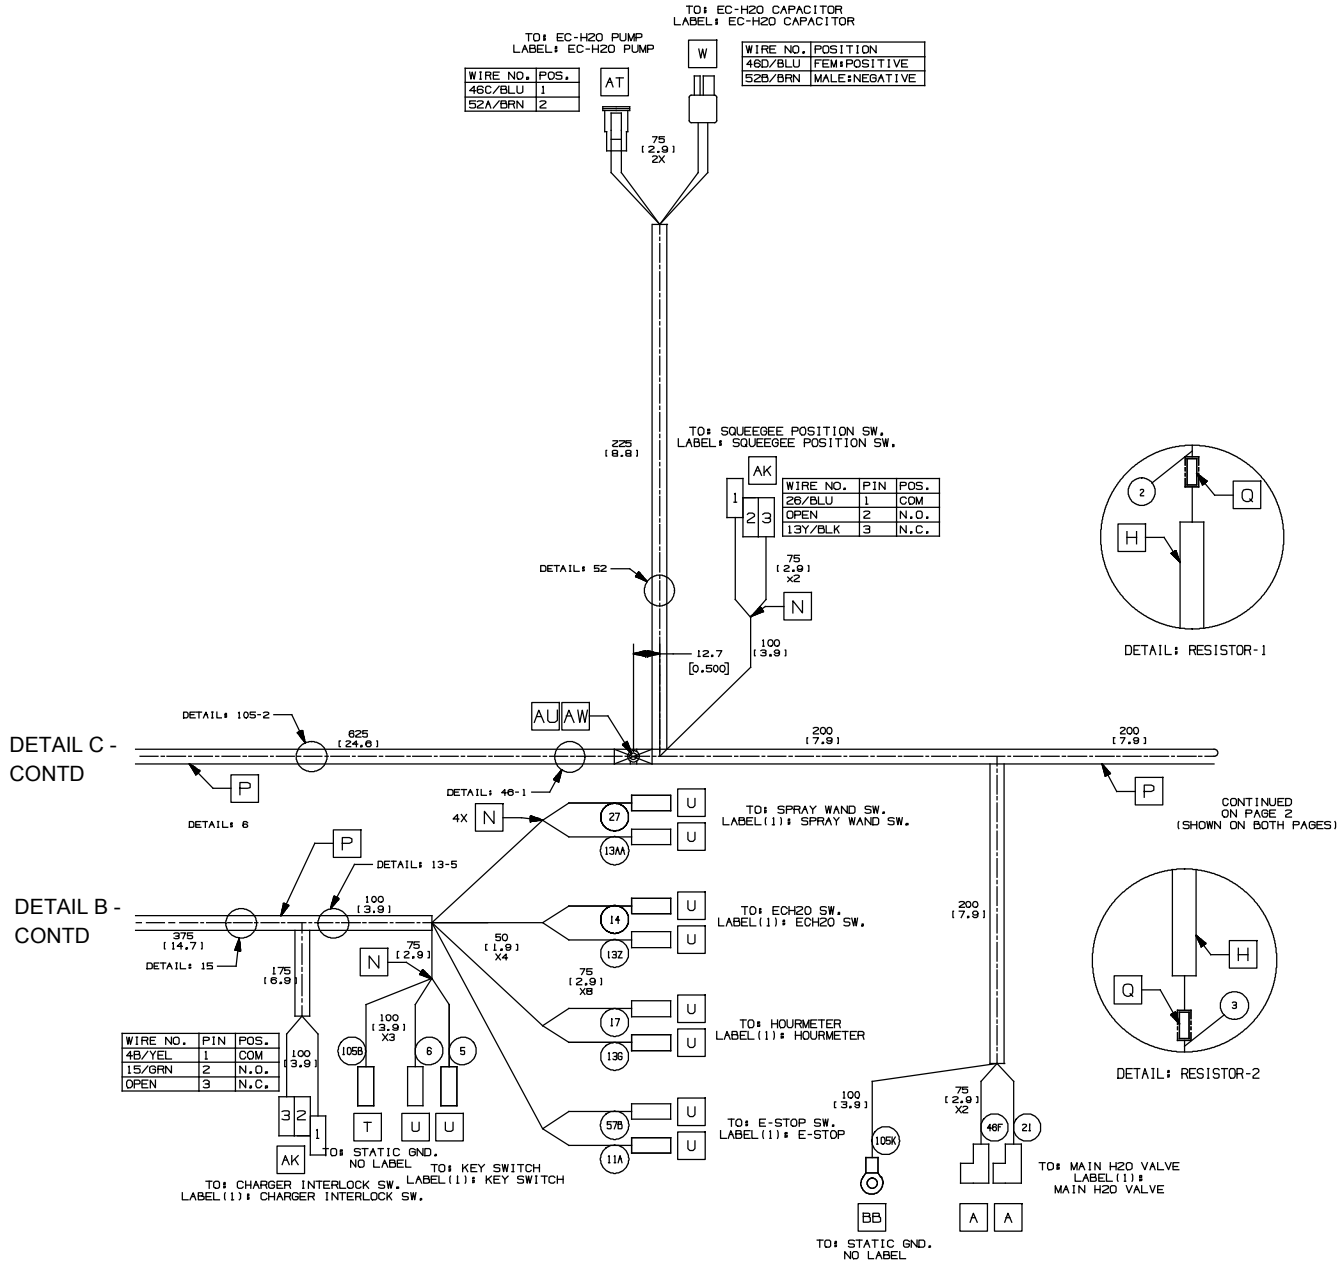 TO: EC-H2O CAPACITOR
LABEL: EC-H2O CAPACITOR
TO: EC-H2O PUMP
LABEL: EC-H2O PUMP
W
WIRE NO. POSITION
46D/BLU FEM:POSITIVE
52B/BRN MALE:NEGATIVE
WIRE NO. POS.
46C/BLU 1
52A/BRN 2
AT
75
[2.9]
2X
225
[8.8]
TO: SQUEEGEE POSITION SW.
LABEL: SQUEEGEE POSITION SW.
AK
WIRE NO. PIN POS.
26/BLU 1 COM
OPEN 2 N.O.
13Y/BLK 3 N.C.
1
2 3
75
[2.9]
X2
N
100
[3.9]
DETAIL: 52
2
Q
H
DETAIL: RESISTOR-1
12.7
[0.500]
DETAIL: 105-2
625
[24.6]
AU AW
200
[7.9]
200
[7.9]
DETAIL C -
CONTD
P
DETAIL: 6
DETAIL: 46-1
P
CONTINUED
ON PAGE 2
(SHOWN ON BOTH PAGES)
4X N
27
U
13AA
U
TO: SPRAY WAND SW.
LABEL(1): SPRAY WAND SW.
P
DETAIL: 13-5
DETAIL B -
CONTD
375
[14.7]
100
[3.9]
DETAIL: 15
175
[6.9]
14
U
13Z
U
TO: ECH2O SW.
LABEL(1): ECH2O SW.
200
[7.9]
75
[2.9]
N
50
[1.9]
X4
75
[2.9]
X8
H
Q
3
DETAIL: RESISTOR-2
17
U
13G
U
TO: HOURMETER
LABEL(1): HOURMETER
WIRE NO. PIN POS.
4B/YEL 1 COM
15/GRN 2 N.O.
OPEN 3 N.C.
100
[3.9]
100
[3.9]
X3
105B
6
5
3 2
1
AK
TO: CHARGER INTERLOCK SW.
LABEL(1): CHARGER INTERLOCK SW.
T
U
U
TO: STATIC GND.
NO LABEL
TO: KEY SWITCH
LABEL(1): KEY SWITCH
57B
U
11A
U
TO: E-STOP SW.
LABEL(1): E-STOP
100
[3.9]
75
[2.9]
X2
105K
46F
21
BB
A
A
TO: STATIC GND.
NO LABEL
TO: MAIN H2O VALVE
LABEL(1):
MAIN H2O VALVE